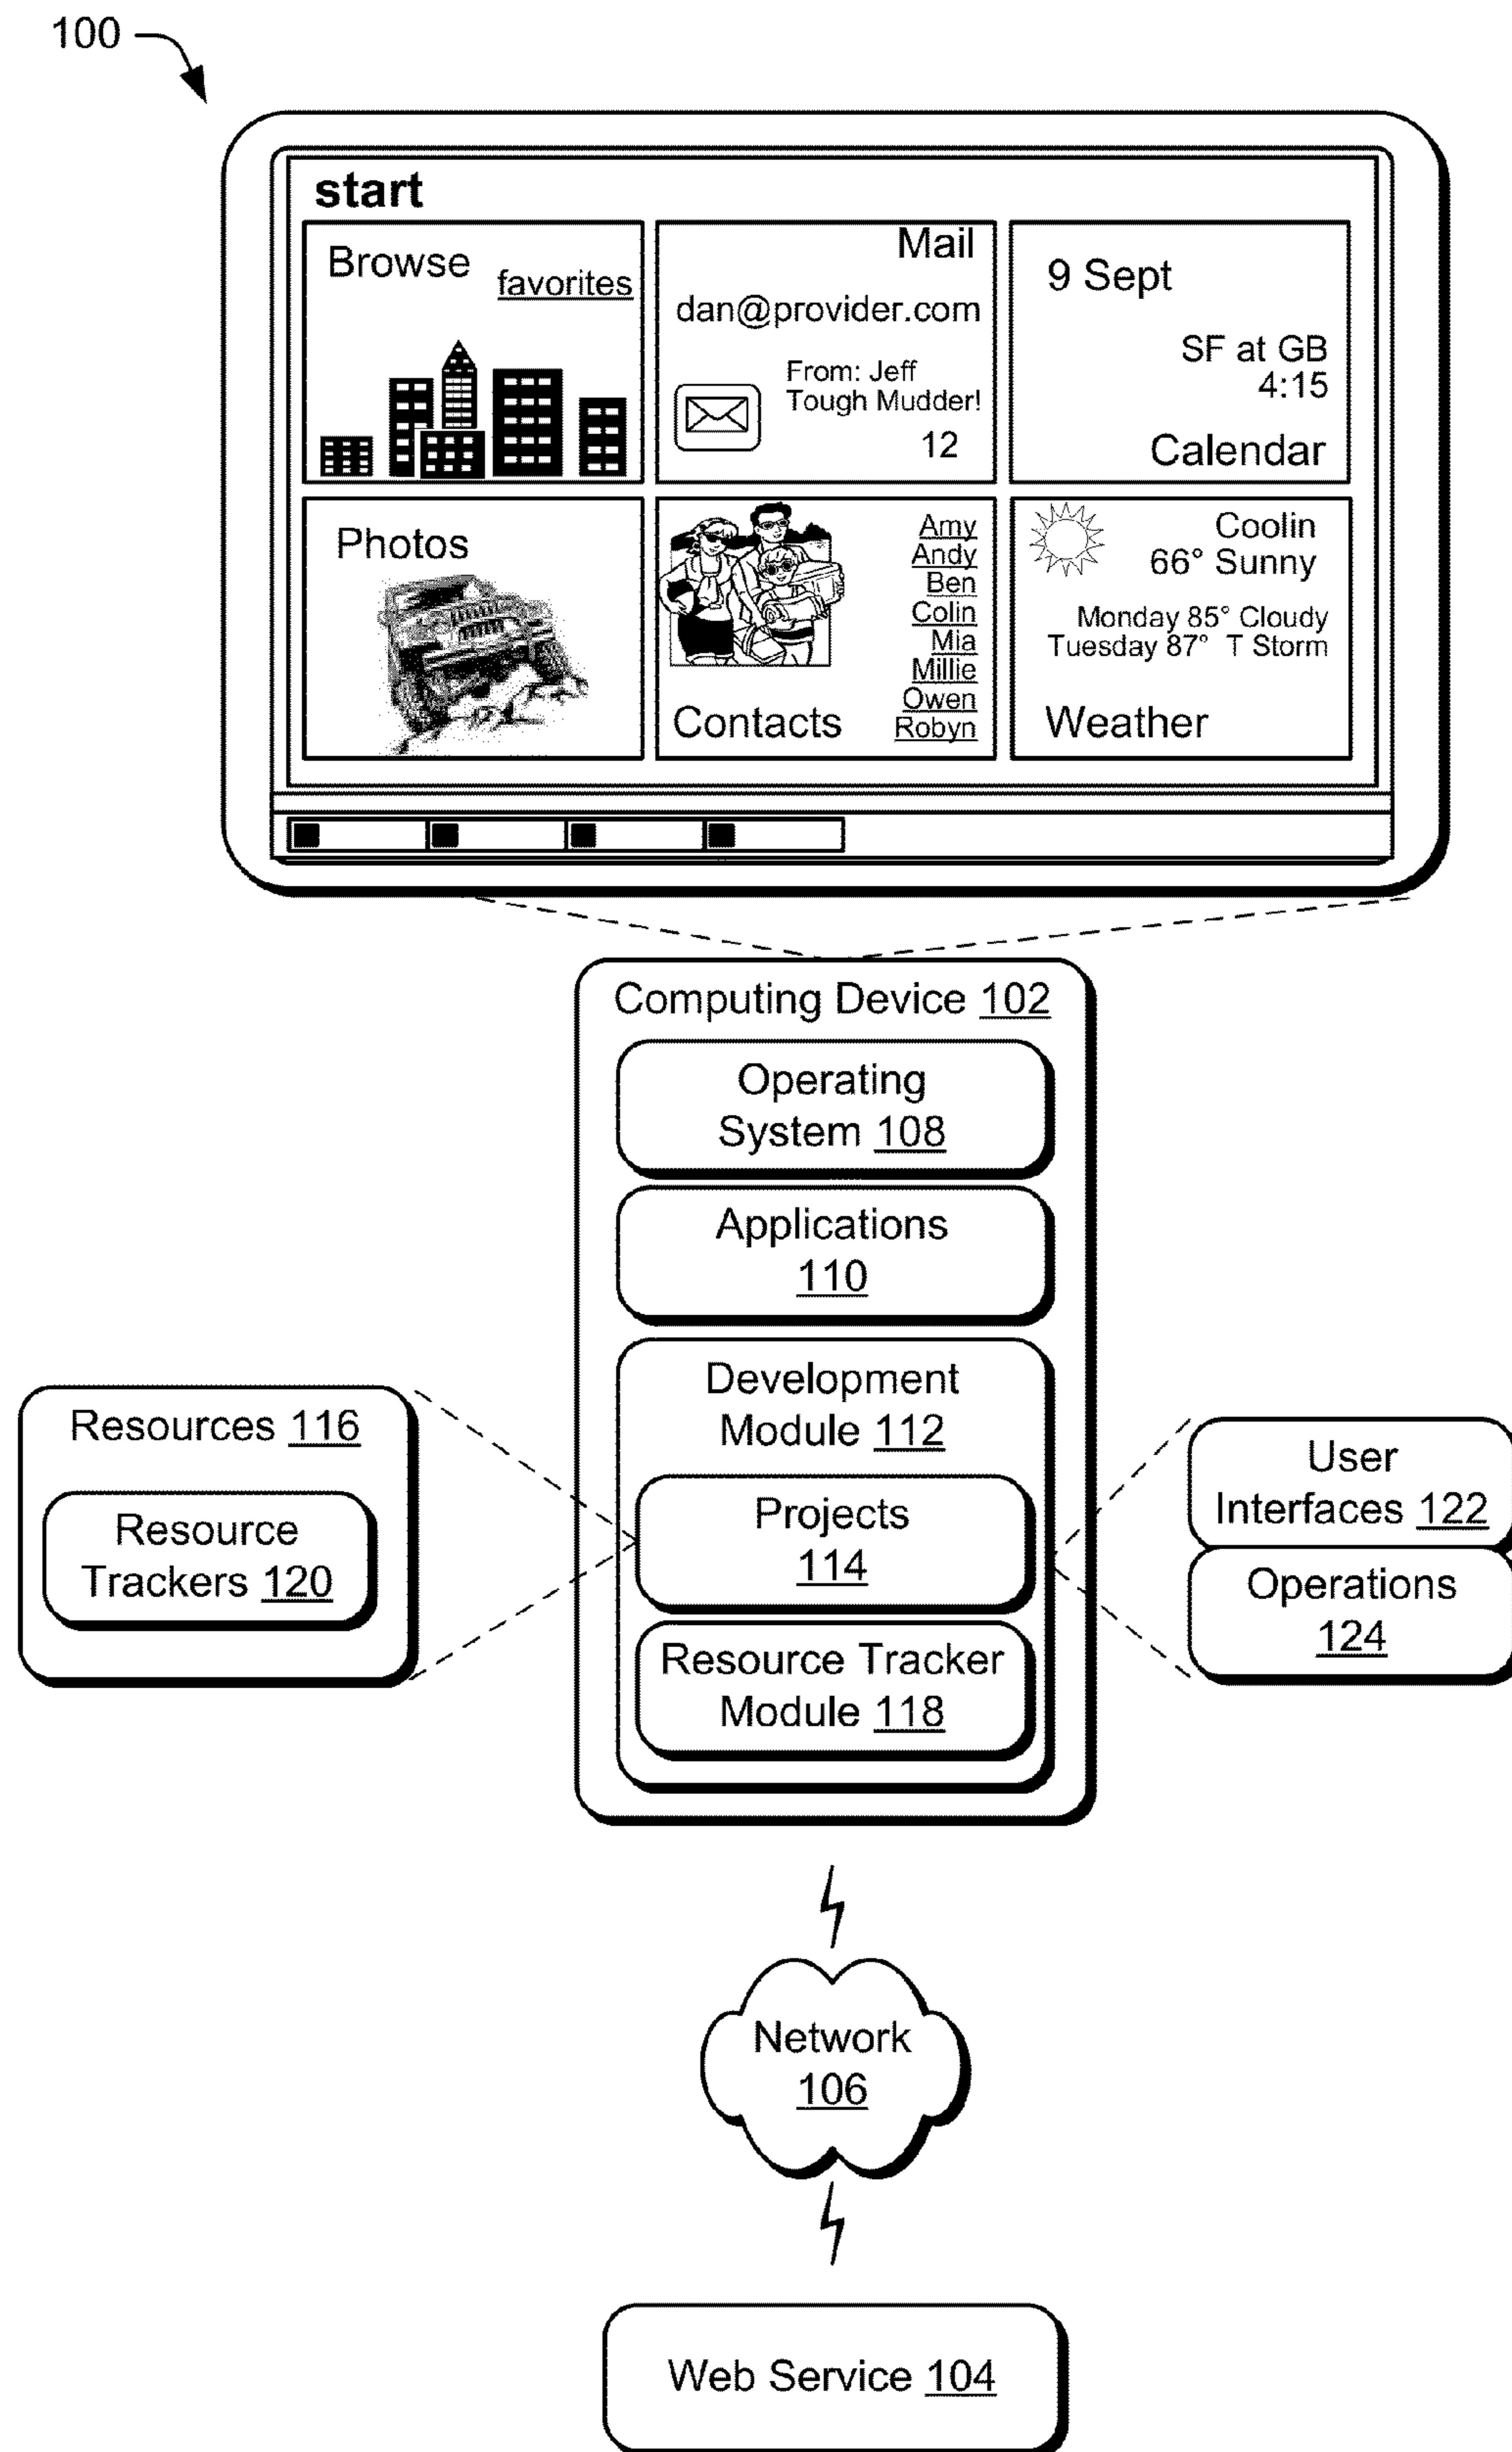 100
start
Browse
favorites
Mail
dan@provider.com
From: Jeff
Tough Mudder!
12
9 Sept
SF at GB
4:15
Calendar
Photos
Contacts
Amy
Andy
Ben
Colin
Mia
Millie
Owen
Robyn
Coolin
66° Sunny
Monday 85° Cloudy
Tuesday 87° T Storm
Weather
Computing Device 102
Operating
System 108
Applications
110
Development
Module 112
Projects
114
Resource Tracker
Module 118
Resources 116
Resource
Trackers 120
User
Interfaces 122
Operations
124
Network
106
Web Service 104